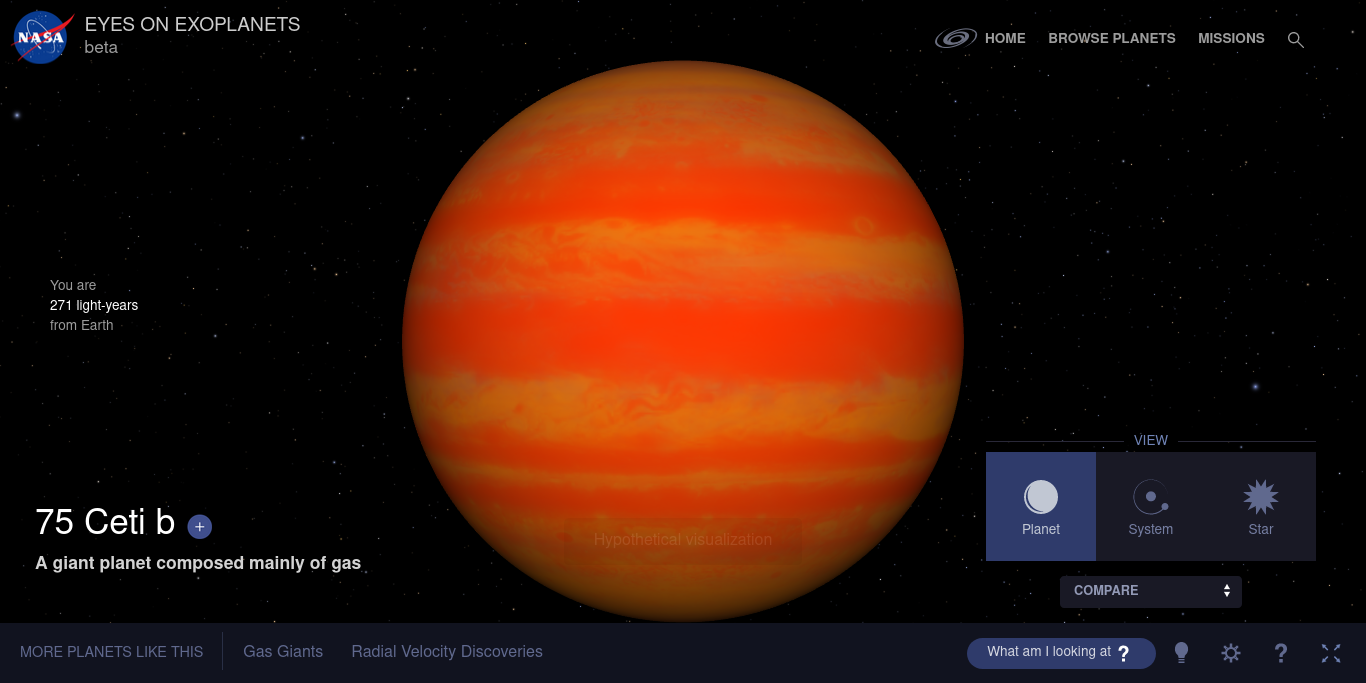 NASA
EYES ON EXOPLANETS
beta
HOME
BROWSE PLANETS
MISSIONS
You are
271 light-years
from Earth
75 Ceti b +
A giant planet composed mainly of gas
Hypothetical visualization
VIEW
Planet
System
Star
COMPARE
MORE PLANETS LIKE THIS
Gas Giants
Radial Velocity Discoveries
What am I looking at ?
?